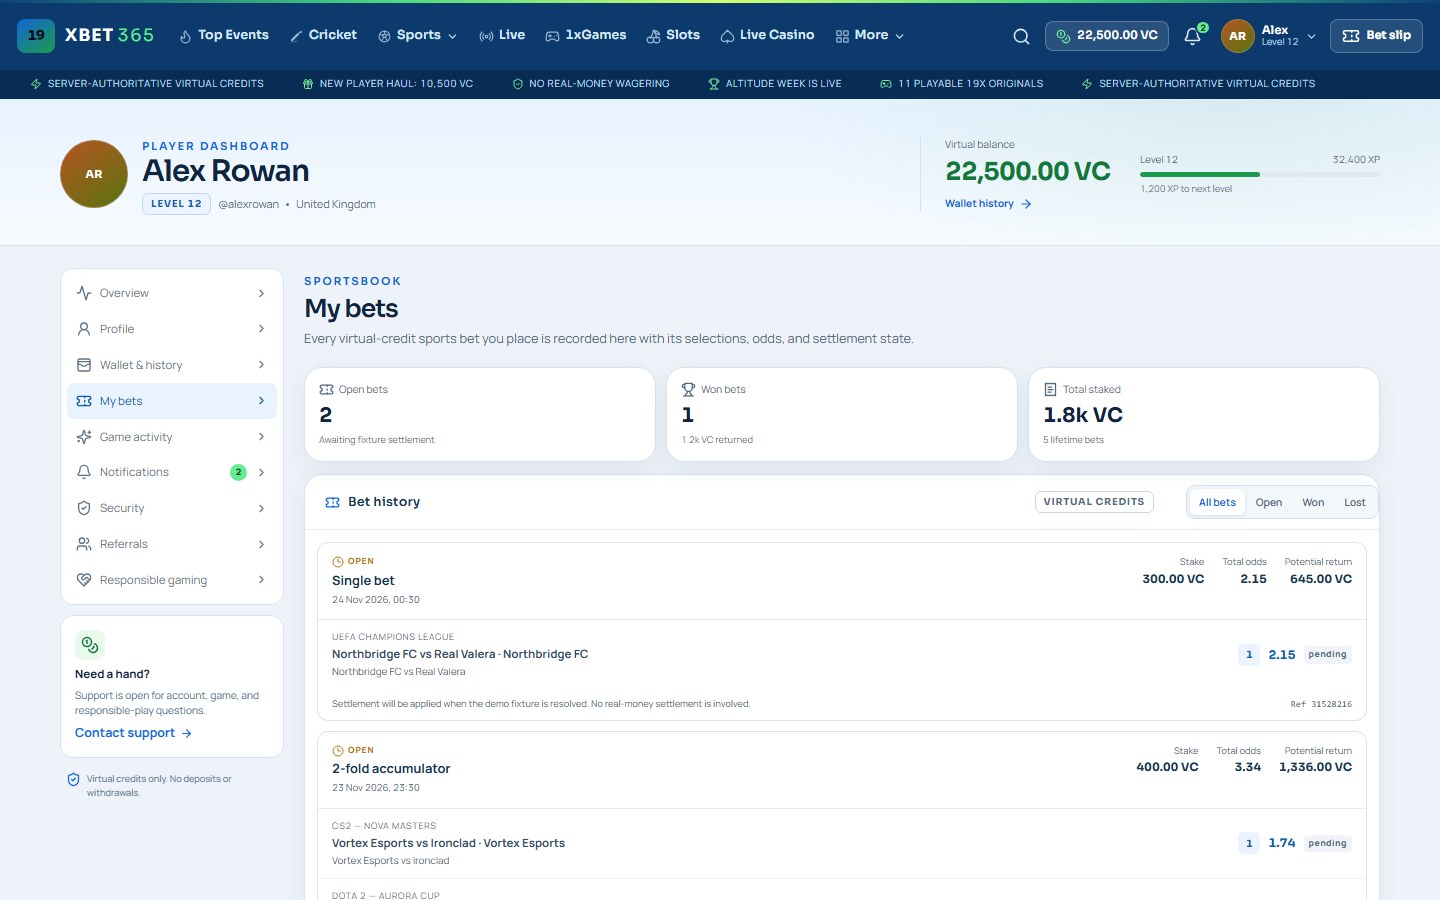 19 XBET 365 Top Events Cricket Sports Live 1xGames Slots Live Casino More 22,500.00 VC 2 AR Alex Level 12 Bet slip
SERVER-AUTHORITATIVE VIRTUAL CREDITS NEW PLAYER HAUL: 10,500 VC NO REAL-MONEY WAGERING ALTITUDE WEEK IS LIVE 11 PLAYABLE 19X ORIGINALS SERVER-AUTHORITATIVE VIRTUAL CREDITS
AR
PLAYER DASHBOARD
Alex Rowan
LEVEL 12 @alexrowan • United Kingdom
Virtual balance
22,500.00 VC
Wallet history
Level 12 32,400 XP
1,200 XP to next level
Overview
Profile
Wallet & history
My bets
Game activity
Notifications 2
Security
Referrals
Responsible gaming
Need a hand?
Support is open for account, game, and
responsible-play questions.
Contact support
Virtual credits only. No deposits or
withdrawals.
SPORTSBOOK
My bets
Every virtual-credit sports bet you place is recorded here with its selections, odds, and settlement state.
Open bets
2
Awaiting fixture settlement
Won bets
1
1.2k VC returned
Total staked
1.8k VC
5 lifetime bets
Bet history VIRTUAL CREDITS All bets Open Won Lost
OPEN
Single bet
24 Nov 2026, 00:30
Stake Total odds Potential return
300.00 VC 2.15 645.00 VC
UEFA CHAMPIONS LEAGUE
Northbridge FC vs Real Valera · Northbridge FC
Northbridge FC vs Real Valera
1 2.15 pending
Settlement will be applied when the demo fixture is resolved. No real-money settlement is involved. Ref 31528216
OPEN
2-fold accumulator
23 Nov 2026, 23:30
Stake Total odds Potential return
400.00 VC 3.34 1,336.00 VC
CS2 — NOVA MASTERS
Vortex Esports vs Ironclad · Vortex Esports
Vortex Esports vs Ironclad
1 1.74 pending
DOTA 2 — AURORA CUP